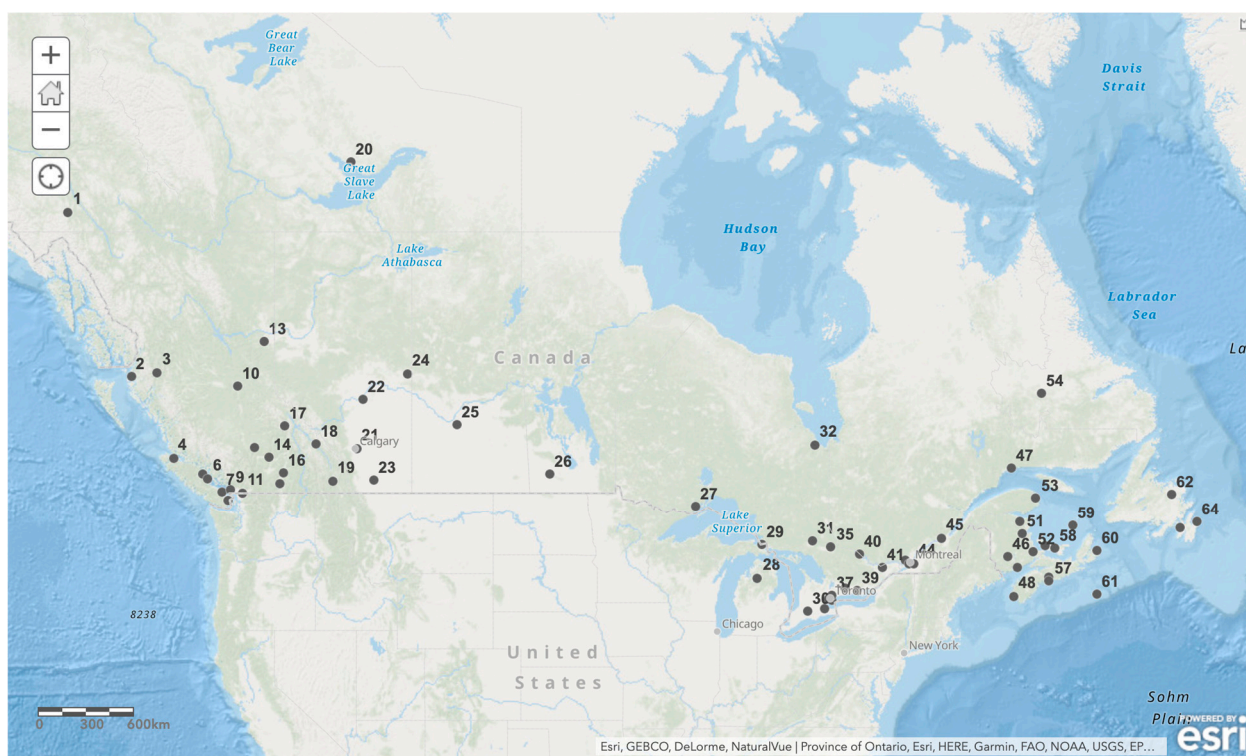 Great
Bear
Lake
Davis
Strait
+
−
20
Great
Slave
Lake
1
Hudson
Bay
Lake
Athabasca
Labrador
Sea
13
Canada
La
2
3
24
10
22
54
17
25
32
4
18
21
Calgary
14
6
16
19
23
26
47
7
9
11
27
62
53
Lake
Superior
29
31
35
40
45
51
59
64
41
44
Montreal
46
52
58
60
28
37
39
Toronto
57
48
61
30
8238
Chicago
New York
United
States
Sohm
Plain
0
300
600km
POWERED BY
esri
Esri, GEBCO, DeLorme, NaturalVue | Province of Ontario, Esri, HERE, Garmin, FAO, NOAA, USGS, EP...